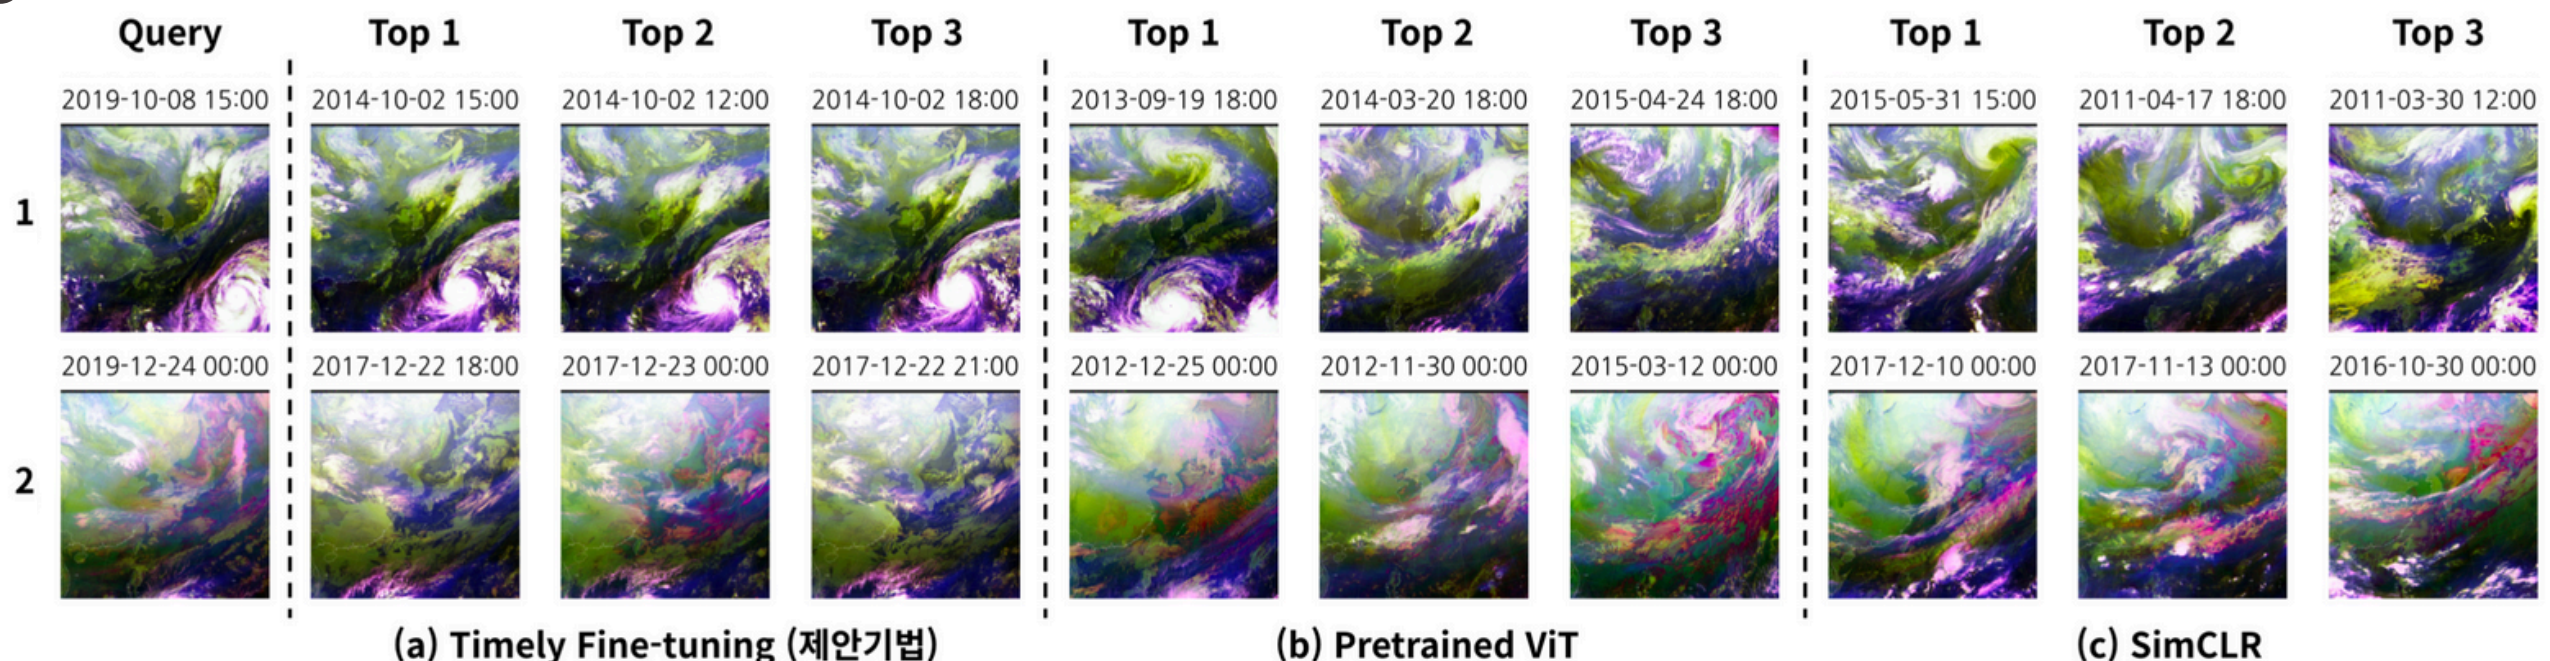 Query Top 1 Top 2 Top 3 Top 1 Top 2 Top 3 Top 1 Top 2 Top 3
2019-10-08 15:00 2014-10-02 15:00 2014-10-02 12:00 2014-10-02 18:00 2013-09-19 18:00 2014-03-20 18:00 2015-04-24 18:00 2015-05-31 15:00 2011-04-17 18:00 2011-03-30 12:00
1
2019-12-24 00:00 2017-12-22 18:00 2017-12-23 00:00 2017-12-22 21:00 2012-12-25 00:00 2012-11-30 00:00 2015-03-12 00:00 2017-12-10 00:00 2017-11-13 00:00 2016-10-30 00:00
2
(a) Timely Fine-tuning (제안기법) (b) Pretrained ViT (c) SimCLR